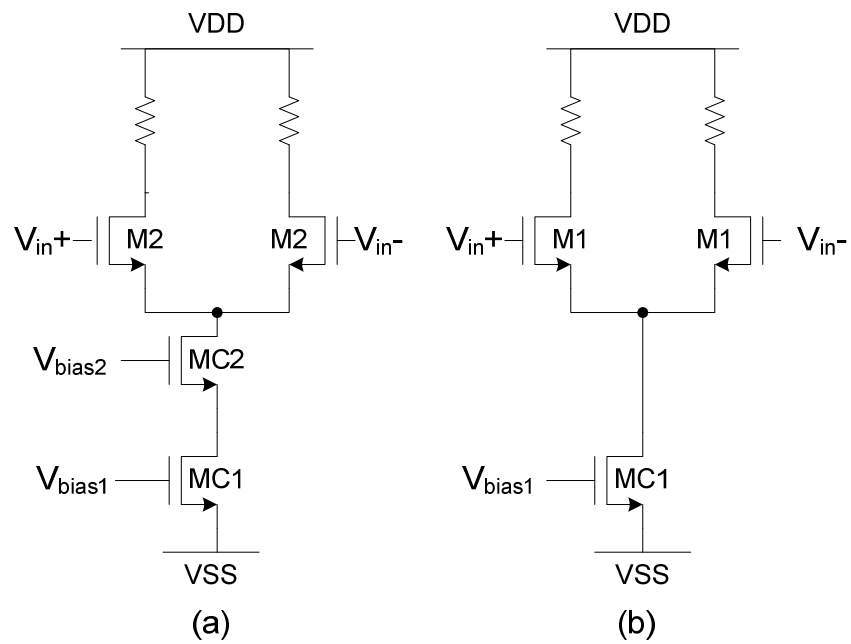 VDD
VDD
Vin+ M2 M2 Vin-
Vin+ M1 M1 Vin-
Vbias2 MC2
Vbias1 MC1
Vbias1 MC1
VSS
VSS
(a)
(b)